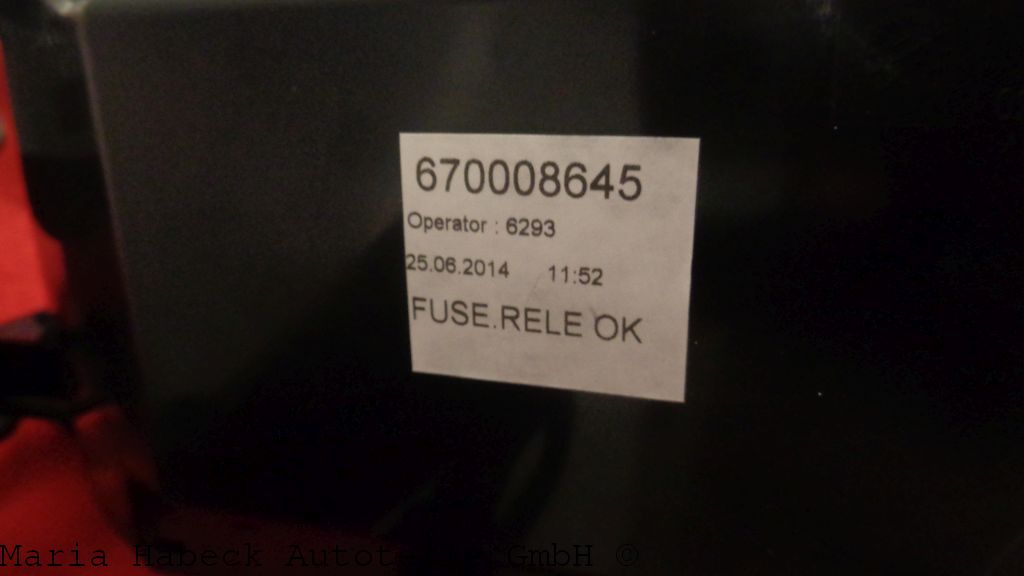 670008645
Operator : 6293
25.06.2014 11:52
FUSE.RELE OK
Maria Habeck GmbH ©